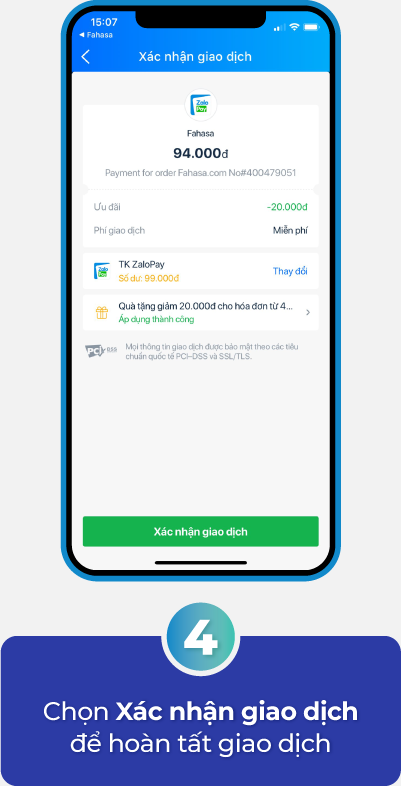 15:07
◀ Fahasa
Xác nhận giao dịch
Zalo
Pay
Fahasa
94.000đ
Payment for order Fahasa.com No#400479051
Ưu đãi
-20.000đ
Phí giao dịch
Miễn phí
TK ZaloPay
Số dư: 99.000đ
Thay đổi
Quà tặng giảm 20.000đ cho hóa đơn từ 4...
Áp dụng thành công
PCI DSS
Mọi thông tin giao dịch được bảo mật theo các tiêu
chuẩn quốc tế PCI-DSS và SSL/TLS.
Xác nhận giao dịch
4
Chọn Xác nhận giao dịch
để hoàn tất giao dịch